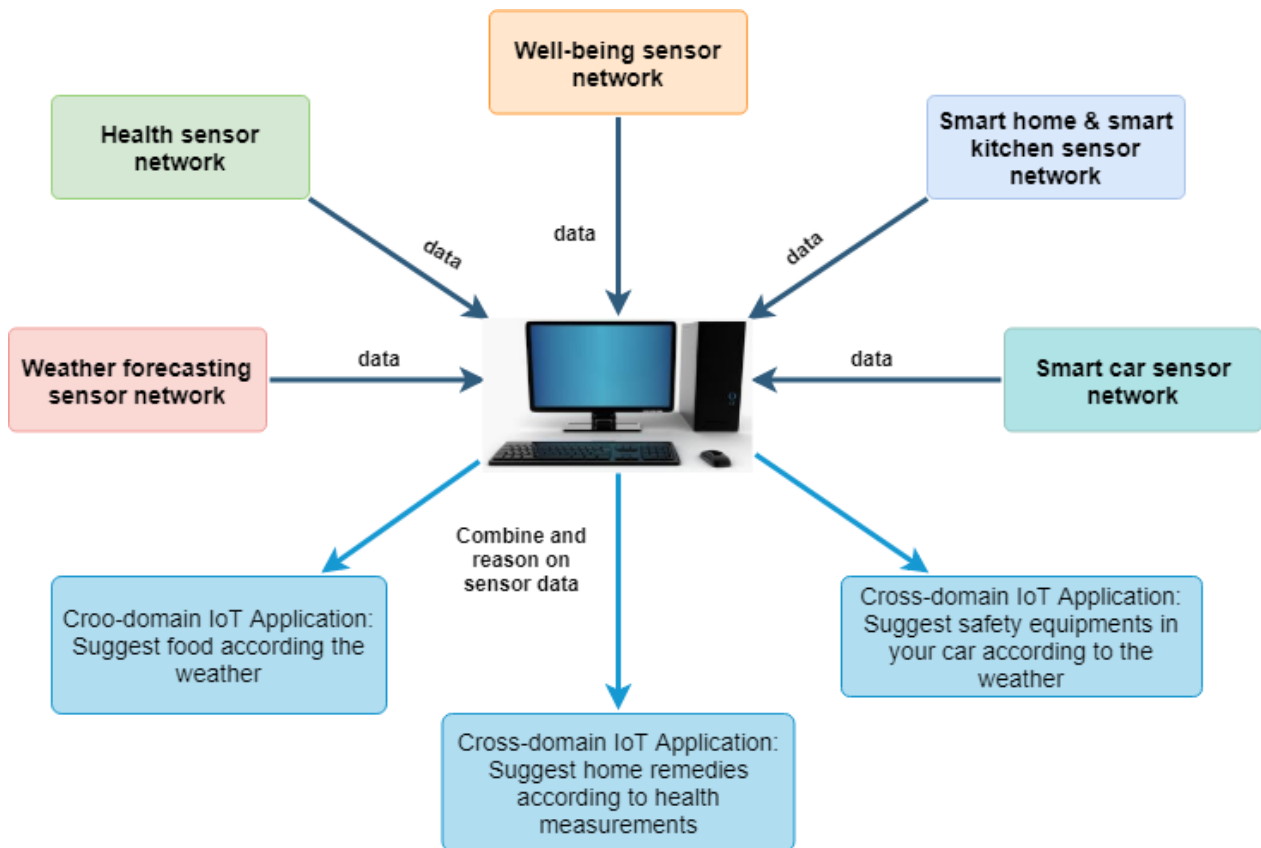 Well-being sensor
network
Health sensor
network
Smart home & smart
kitchen sensor
network
data
data
data
Weather forecasting
sensor network
data
data
Smart car sensor
network
Combine and
reason on
sensor data
Croo-domain IoT Application:
Suggest food according the
weather
Cross-domain IoT Application:
Suggest safety equipments in
your car according to the
weather
Cross-domain IoT Application:
Suggest home remedies
according to health
measurements